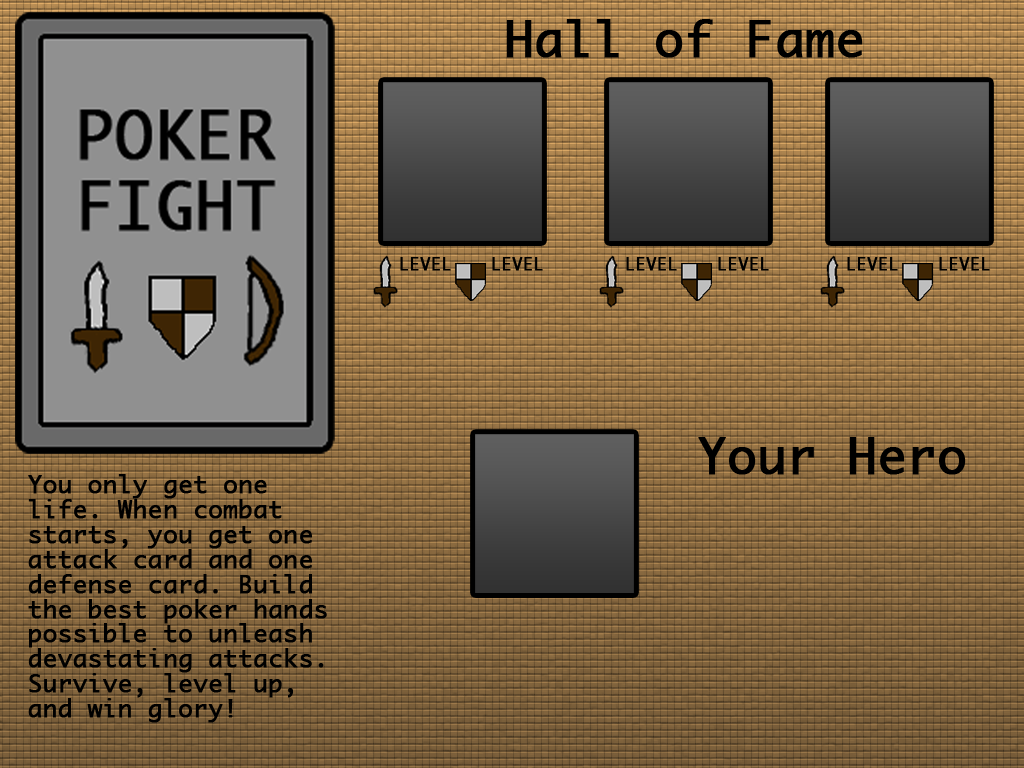 POKER
FIGHT
You only get one
life. When combat
starts, you get one
attack card and one
defense card. Build
the best poker hands
possible to unleash
devastating attacks.
Survive, level up,
and win glory!
Hall of Fame
LEVEL LEVEL LEVEL LEVEL LEVEL LEVEL
Your Hero